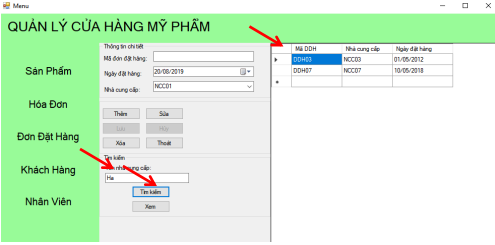 Menu
QUẢN LÝ CỬA HÀNG MỸ PHẨM
Sản Phẩm
Hóa Đơn
Đơn Đặt Hàng
Khách Hàng
Nhân Viên
Thông tin chi tiết
Mã đơn đặt hàng:
Ngày đặt hàng: 20/08/2019
Nhà cung cấp: NCC01
Thêm Sửa
Hủy
Xóa Thoát
Tìm kiếm
nhà cung cấp:
Ha
Tìm kiếm
Xem
Mã DDH Nhà cung cấp Ngày đặt hàng
DDH03 NCC03 01/05/2012
DDH07 NCC07 10/05/2018